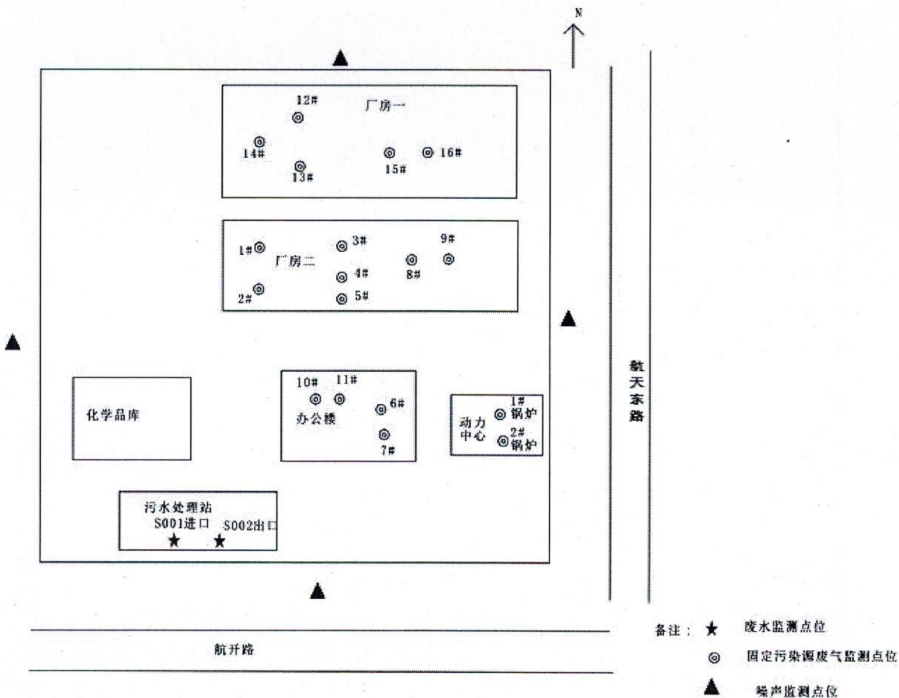 N
12#
厂房一
14#
13#
15#
16#
1#
3#
9#
厂房二
4#
8#
2#
5#
10#
11#
6#
办公楼
7#
1#
锅炉
动力
中心
2#
锅炉
化学品库
污水处理站
S001进口
S002出口
航天东路
航开路
备注：
废水监测点位
固定污染源废气监测点位
噪声监测点位